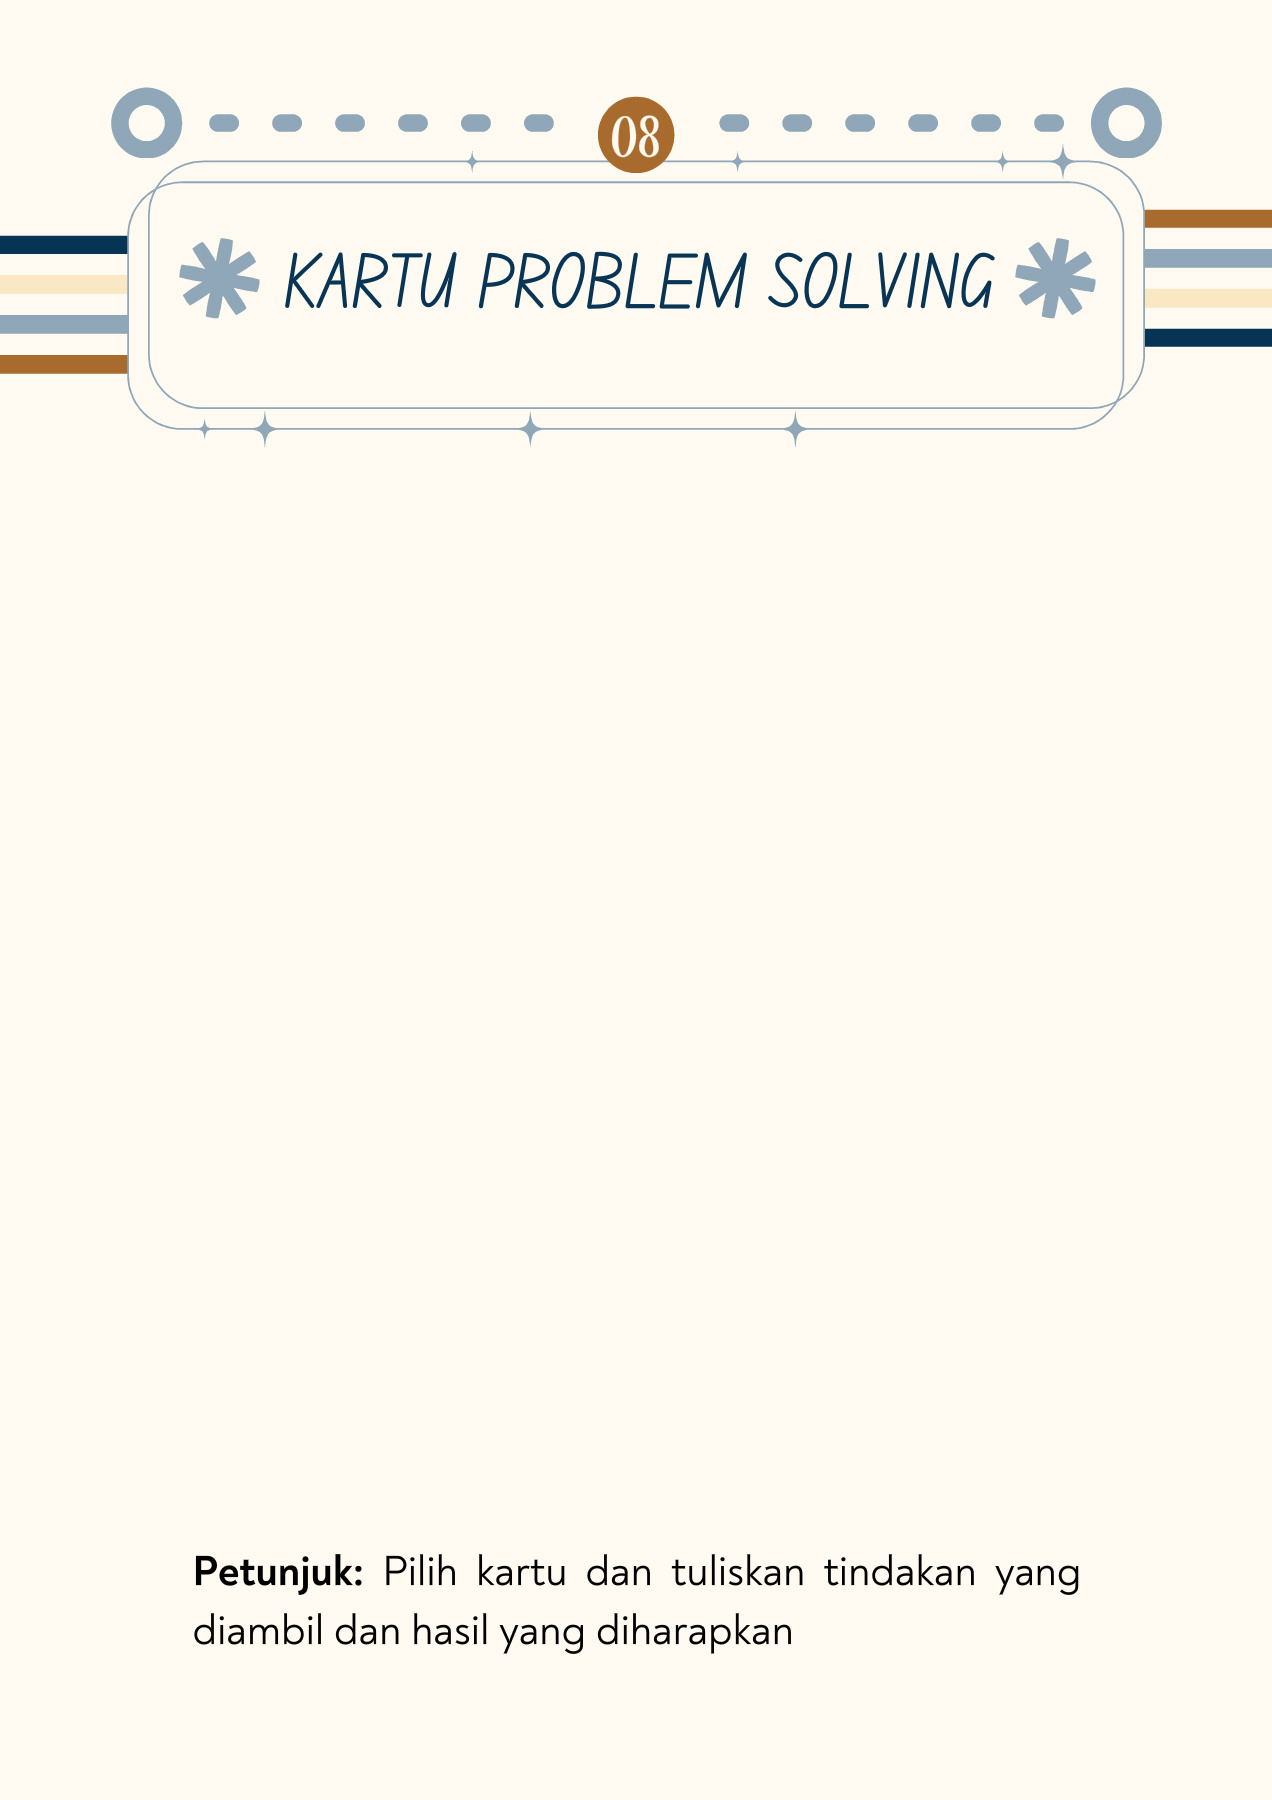 08
KARTU PROBLEM SOLVING
Petunjuk: Pilih kartu dan tuliskan tindakan yang
diambil dan hasil yang diharapkan